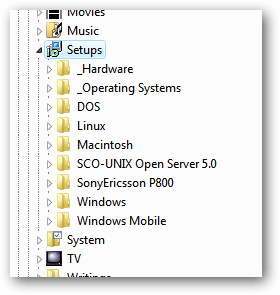 Movies
Music
Setups
_Hardware
_Operating Systems
DOS
Linux
Macintosh
SCO-UNIX Open Server 5.0
SonyEricsson P800
Windows
Windows Mobile
System
TV
Writings